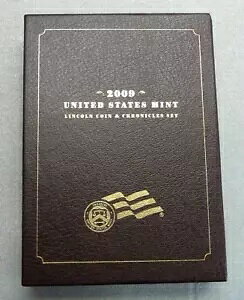 2009
UNITED STATES MINT
LINCOLN COIN & CHRONICLES SET